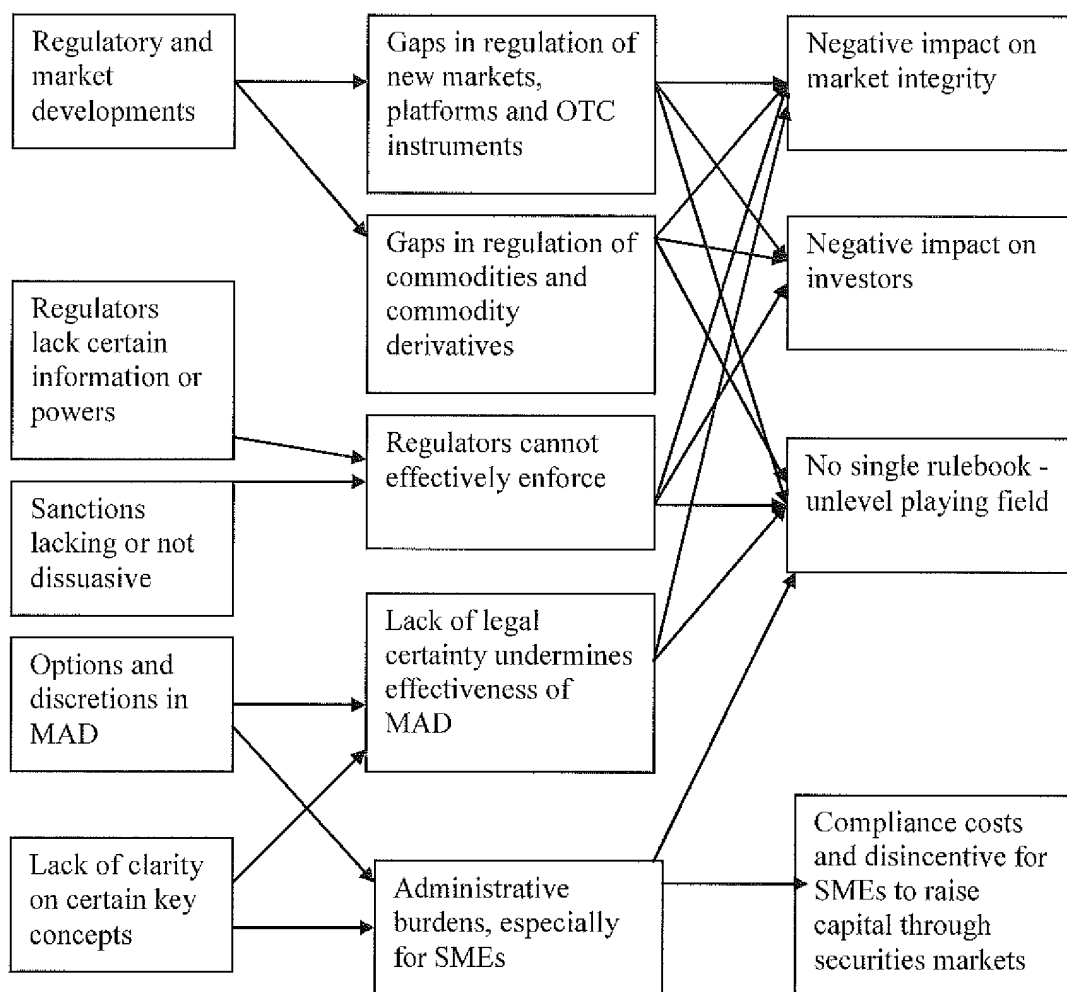 Regulatory and
market
developments
Regulators
lack certain
information or
powers
Sanctions
lacking or not
dissuasive
Options and
discretions in
MAD
Lack of clarity
on certain key
concepts
Gaps in regulation of
new markets,
platforms and OTC
instruments
Gaps in regulation of
commodities and
commodity
derivatives
Regulators cannot
effectively enforce
Lack of legal
certainty undermines
effectiveness of
MAD
Administrative
burdens, especially
for SMEs
Negative impact on
market integrity
Negative impact on
investors
No single rulebook -
unlevel playing field
Compliance costs
and disincentive for
SMEs to raise
capital through
securities markets